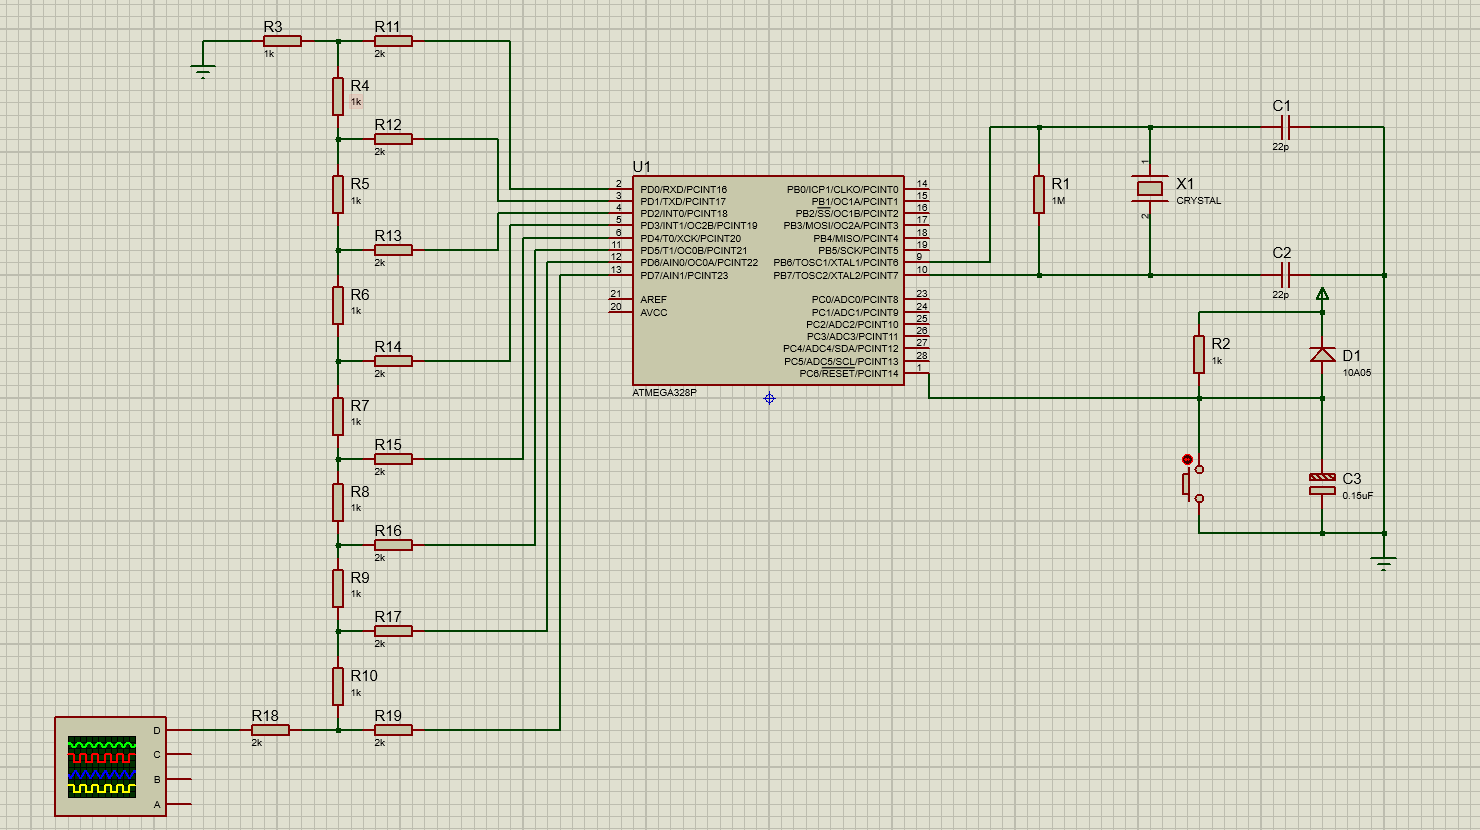 R3
1k
R11
2k
R4
1k
R12
2k
R5
1k
R13
2k
R6
1k
R14
2k
R7
1k
R15
2k
R8
1k
R16
2k
R9
1k
R17
2k
R10
1k
R18
2k
R19
2k
D
C
B
A
U1
2 PD0/RXD/PCINT16
3 PD1/TXD/PCINT17
4 PD2/INT0/PCINT18
5 PD3/INT1/OC2B/PCINT19
6 PD4/T0/XCK/PCINT20
11 PD5/T1/OC0B/PCINT21
12 PD6/AIN0/OC0A/PCINT22
13 PD7/AIN1/PCINT23
21 AREF
20 AVCC
PB0/ICP1/CLKO/PCINT0 14
PB1/OC1A/PCINT1 15
PB2/SS/OC1B/PCINT2 16
PB3/MOSI/OC2A/PCINT3 17
PB4/MISO/PCINT4 18
PB5/SCK/PCINT5 19
PB6/TOSC1/XTAL1/PCINT6 9
PB7/TOSC2/XTAL2/PCINT7 10
PC0/ADC0/PCINT8 23
PC1/ADC1/PCINT9 24
PC2/ADC2/PCINT10 25
PC3/ADC3/PCINT11 26
PC4/ADC4/SDA/PCINT12 27
PC5/ADC5/SCL/PCINT13 28
PC6/RESET/PCINT14 1
ATMEGA328P
R1
1M
1
X1
CRYSTAL
2
C1
22p
C2
22p
R2
1k
D1
10A05
C3
0.15uF